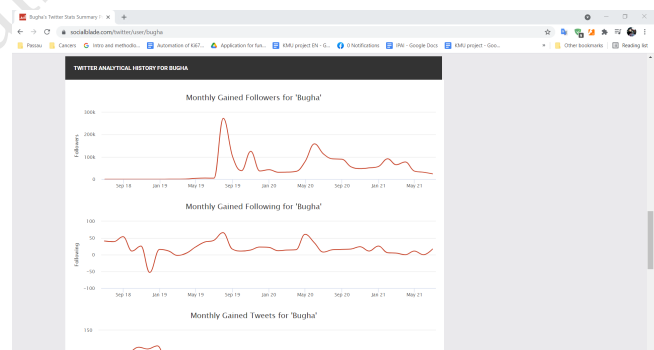 Bugha's Twitter Stats Summary
socialblade.com/twitter/user/bugha
Passau Careers Intro and methodo... Automation of Ki67... Application for fun... KMU project EN - G... 0 Notifications PAI - Google Docs KMU project - Goo... Other bookmarks Reading list
TWITTER ANALYTICAL HISTORY FOR BUGHA
Monthly Gained Followers for 'Bugha'
300k
200k
100k
0
Followers
Sep 18 Jan 19 May 19 Sep 19 Jan 20 May 20 Sep 20 Jan 21 May 21
Monthly Gained Following for 'Bugha'
100
50
0
-50
-100
Following
Sep 18 Jan 19 May 19 Sep 19 Jan 20 May 20 Sep 20 Jan 21 May 21
Monthly Gained Tweets for 'Bugha'
150